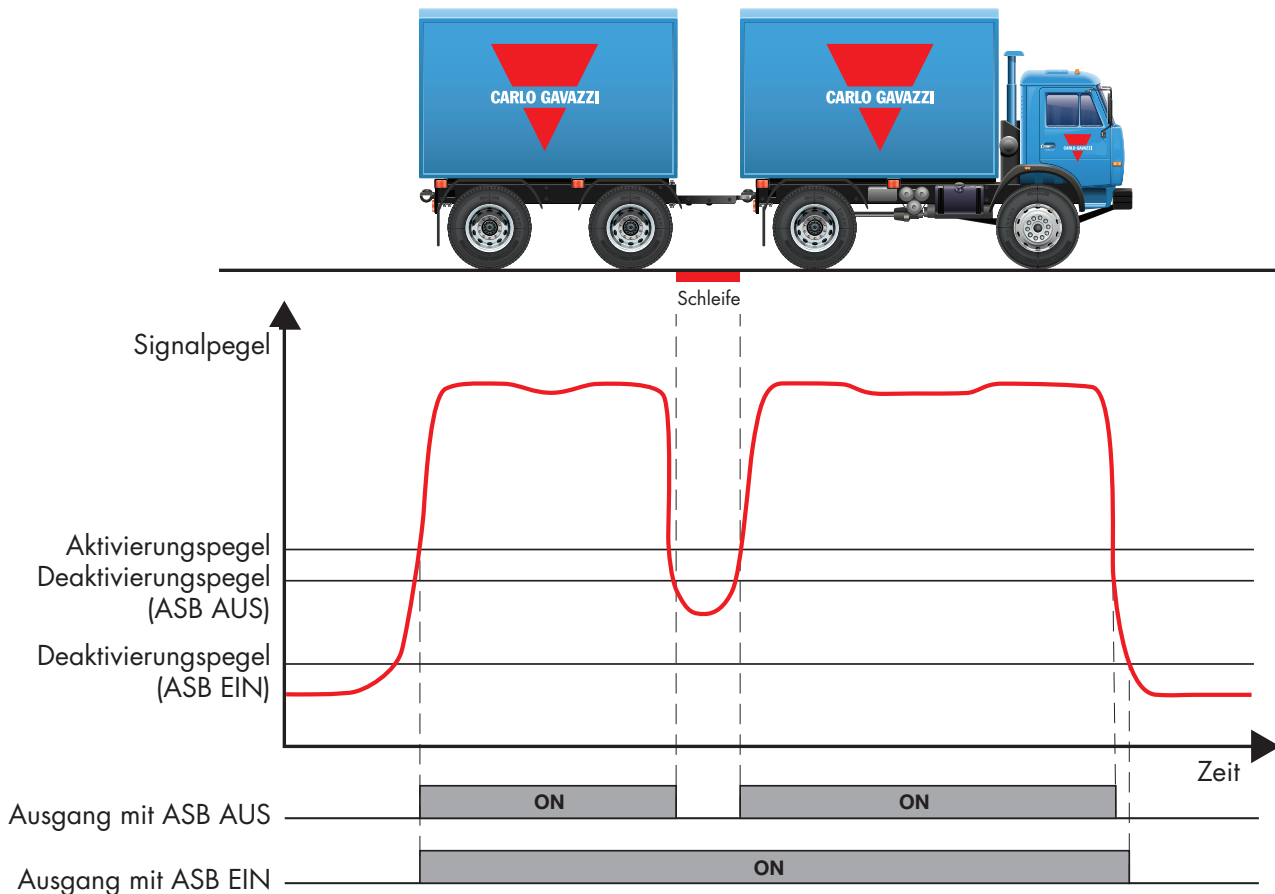 CARLO GAVAZZI
CARLO GAVAZZI
CARLO GAVAZZI
Schleife
Signalpegel
Aktivierungspegel
Deaktivierungspegel
(ASB AUS)
Deaktivierungspegel
(ASB EIN)
Zeit
Ausgang mit ASB AUS
ON
ON
Ausgang mit ASB EIN
ON